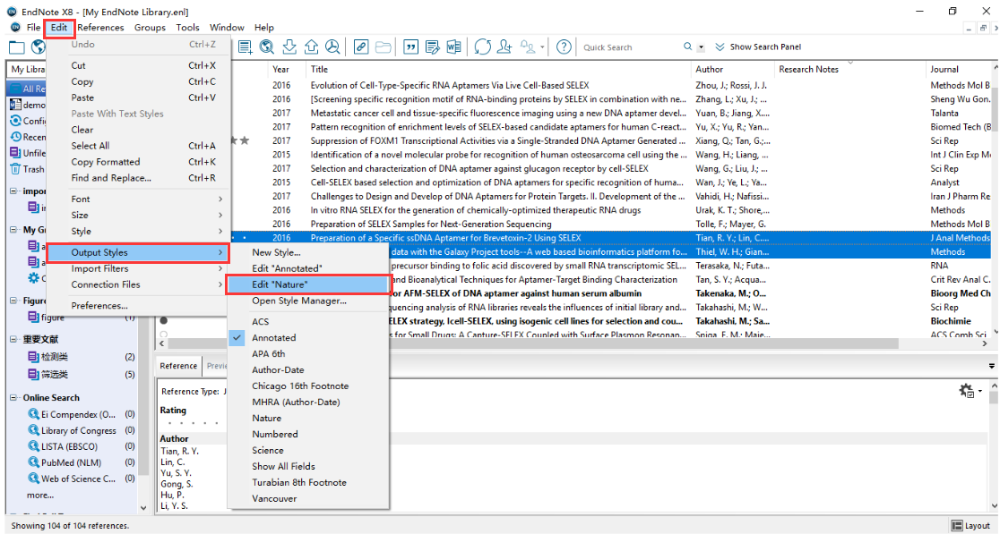 EndNote X8 - [My EndNote Library.enl]
File Edit References Groups Tools Window Help
Quick Search
Show Search Panel
Undo Ctrl+Z
Cut Ctrl+X
Copy Ctrl+C
Paste Ctrl+V
Paste With Text Styles
Clear
Select All Ctrl+A
Copy Formatted Ctrl+K
Find and Replace... Ctrl+R
Font
Size
Style
Output Styles
Import Filters
Connection Files
Preferences...
New Style...
Edit "Annotated"
Edit "Nature"
Open Style Manager...
ACS
Annotated
APA 6th
Author-Date
Chicago 16th Footnote
MHRA (Author-Date)
Nature
Numbered
Science
Show All Fields
Turabian 8th Footnote
Vancouver
My Libra
All Re
demo
Config
Recen
Unfile
Trash
impor
My Gr
Figure
figure (1)
重要文献
检测类 (2)
筛选类 (5)
Online Search
Ei Compendex (O... (0)
Library of Congress (0)
LISTA (EBSCO) (0)
PubMed (NLM) (0)
Web of Science C... (0)
more...
Year Title Author Research Notes Journal
2016 Evolution of Cell-Type-Specific RNA Aptamers Via Live Cell-Based SELEX Zhou, J.; Rossi, J. J. Methods Mol B
2016 [Screening specific recognition motif of RNA-binding proteins by SELEX in combination with ne... Zhang, L.; Xu, J.;... Sheng Wu Gon.
2017 Metastatic cancer cell and tissue-specific fluorescence imaging using a new DNA aptamer devel... Yuan, B.; Jiang, X.... Talanta
2017 Pattern recognition of enrichment levels of SELEX-based candidate aptamers for human C-react... Yu, X.; Yu, R.; Yan... Biomed Tech (B
2017 Suppression of FOXM1 Transcriptional Activities via a Single-Stranded DNA Aptamer Generated ... Xiang, Q.; Tan, G.;... Sci Rep
2015 Identification of a novel molecular probe for recognition of human osteosarcoma cell using the ... Wang, H.; Liang, ... Int J Clin Exp Me
2017 Selection and characterization of DNA aptamer against glucagon receptor by cell-SELEX Wang, G.; Liu, J.; ... Sci Rep
2015 Cell-SELEX based selection and optimization of DNA aptamers for specific recognition of huma... Wan, J.; Ye, L.; Ya... Analyst
2017 Challenges to Design and Develop of DNA Aptamers for Protein Targets. II. Development of the ... Vahidi, H.; Nafissi... Iran J Pharm Re
2016 In vitro RNA SELEX for the generation of chemically-optimized therapeutic RNA drugs Urak, K. T.; Shore,... Methods
2016 Preparation of SELEX Samples for Next-Generation Sequencing Tolle, F.; Mayer, G. Methods Mol B
2016 Preparation of a Specific ssDNA Aptamer for Brevetoxin-2 Using SELEX Tian, R. Y.; Lin, C.... J Anal Methods
data with the Galaxy Project tools--A web based bioinformatics platform fo... Thiel, W. H.; Gian... Methods
precursor binding to folic acid discovered by small RNA transcriptomic SEL... Terasaka, N.; Futa... RNA
and Bioanalytical Techniques for Aptamer-Target Binding Characterization Tan, S. Y.; Acqua... Crit Rev Anal C.
or AFM-SELEX of DNA aptamer against human serum albumin Takenaka, M.; O... Bioorg Med Ch
quencing analysis of RNA libraries reveals the influences of initial library and... Takahashi, M.; W... Sci Rep
ELEX strategy, Icell-SELEX, using isogenic cell lines for selection and cou... Takahashi, M.; Sa... Biochimie
s for Small Drugs: A Capture-SELEX Coupled with Surface Plasmon Resonan... Spiga, F. M.; Maie... ACS Comb Sci
Reference Previe
Reference Type: J
Rating
Author
Tian, R. Y.
Lin, C.
Yu, S. Y.
Gong, S.
Hu, P.
Li, Y. S.
Showing 104 of 104 references.
Layout